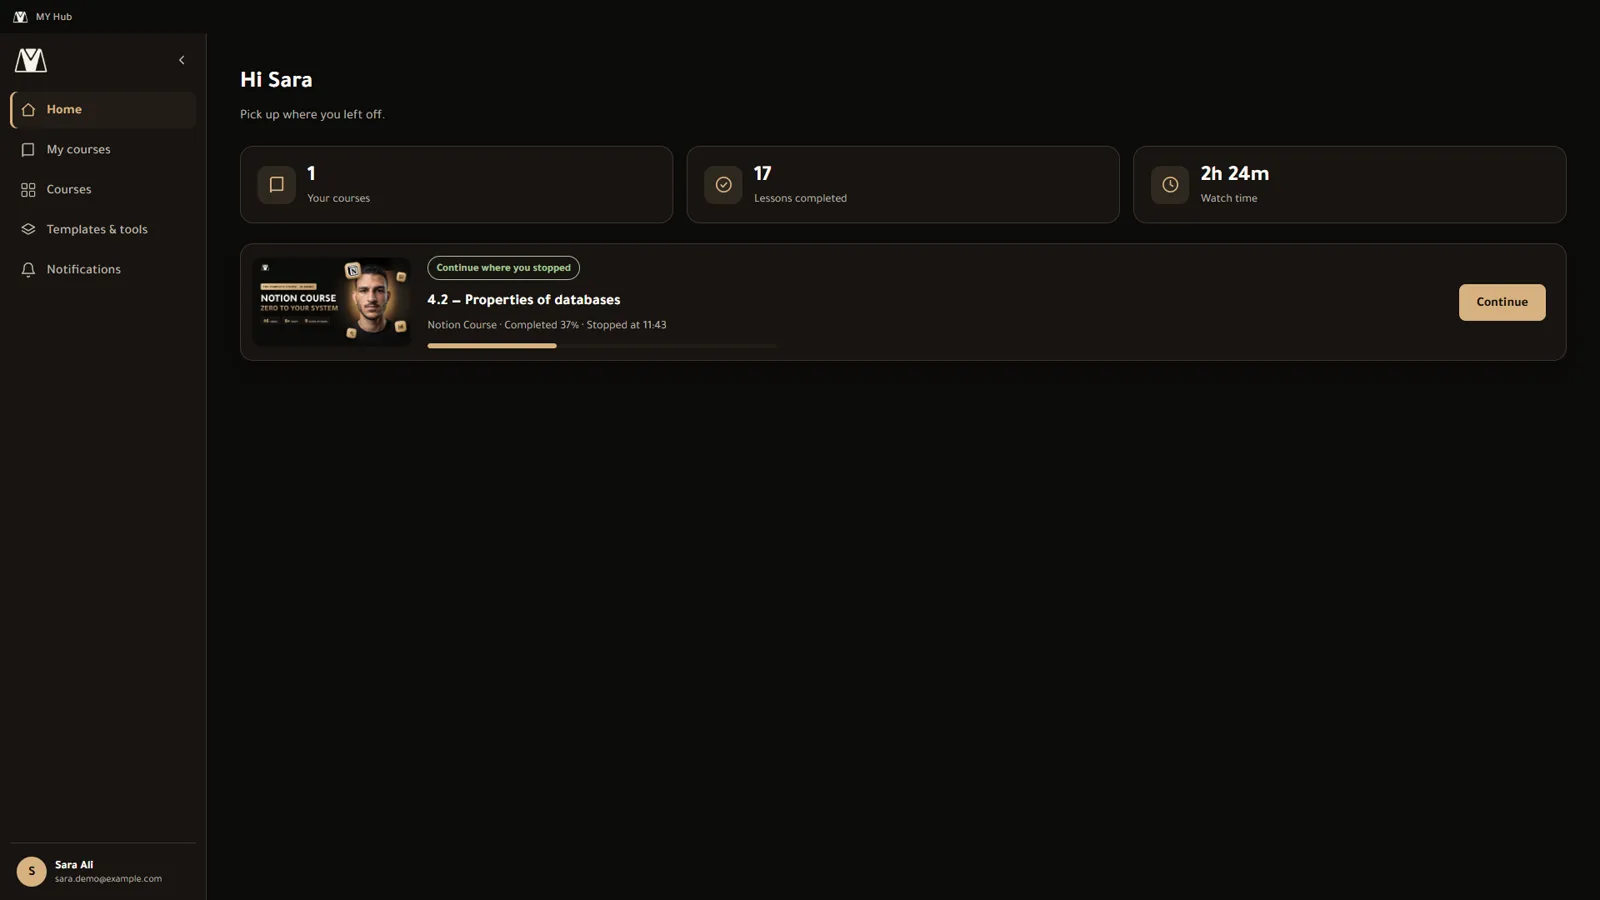 MY Hub
Home
My courses
Courses
Templates & tools
Notifications
Sara Ali
sara.demo@example.com
Hi Sara
Pick up where you left off.
1
Your courses
17
Lessons completed
2h 24m
Watch time
NOTION COURSE
ZERO TO YOUR SYSTEM
Continue where you stopped
4.2 – Properties of databases
Notion Course · Completed 37% · Stopped at 11:43
Continue
S